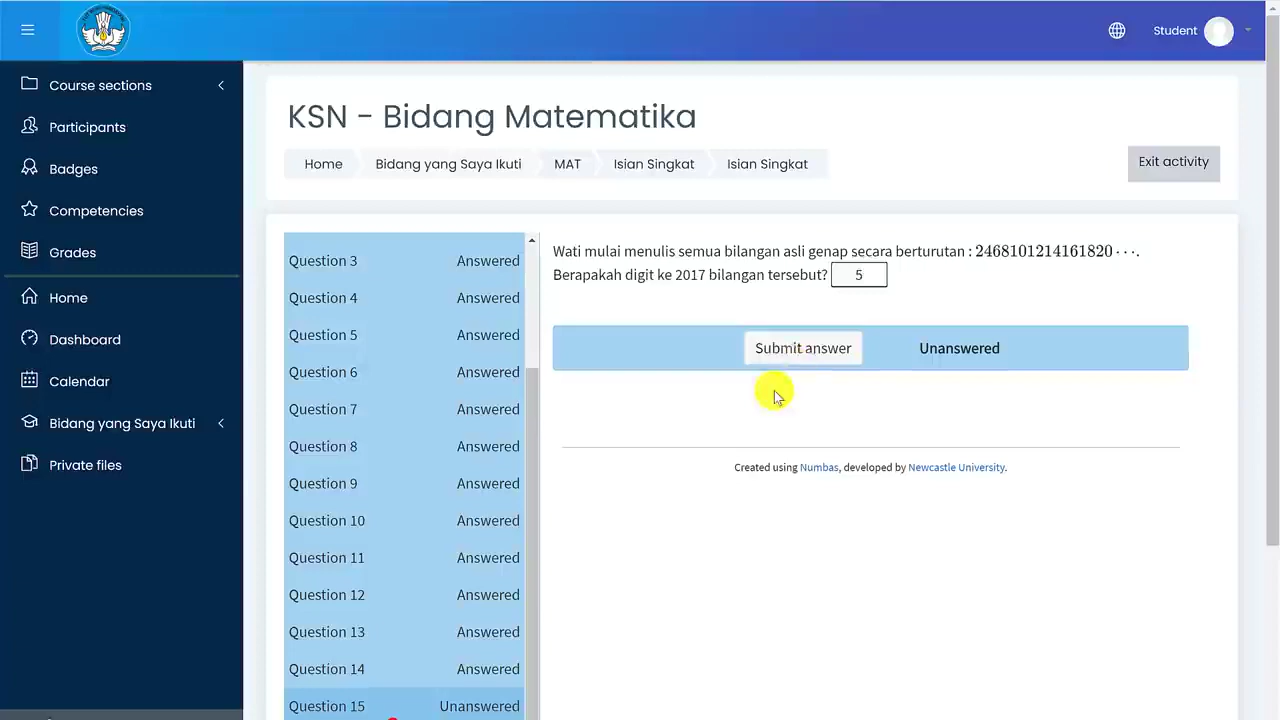 Student
Course sections
Participants
Badges
Competencies
Grades
Home
Dashboard
Calendar
Bidang yang Saya Ikuti
Private files
KSN - Bidang Matematika
Home Bidang yang Saya Ikuti MAT Isian Singkat Isian Singkat
Exit activity
Question 3 Answered
Question 4 Answered
Question 5 Answered
Question 6 Answered
Question 7 Answered
Question 8 Answered
Question 9 Answered
Question 10 Answered
Question 11 Answered
Question 12 Answered
Question 13 Answered
Question 14 Answered
Question 15 Unanswered
Wati mulai menulis semua bilangan asli genap secara berturutan : 2468101214161820 · · ·.
Berapakah digit ke 2017 bilangan tersebut? 5
Submit answer Unanswered
Created using Numbas, developed by Newcastle University.